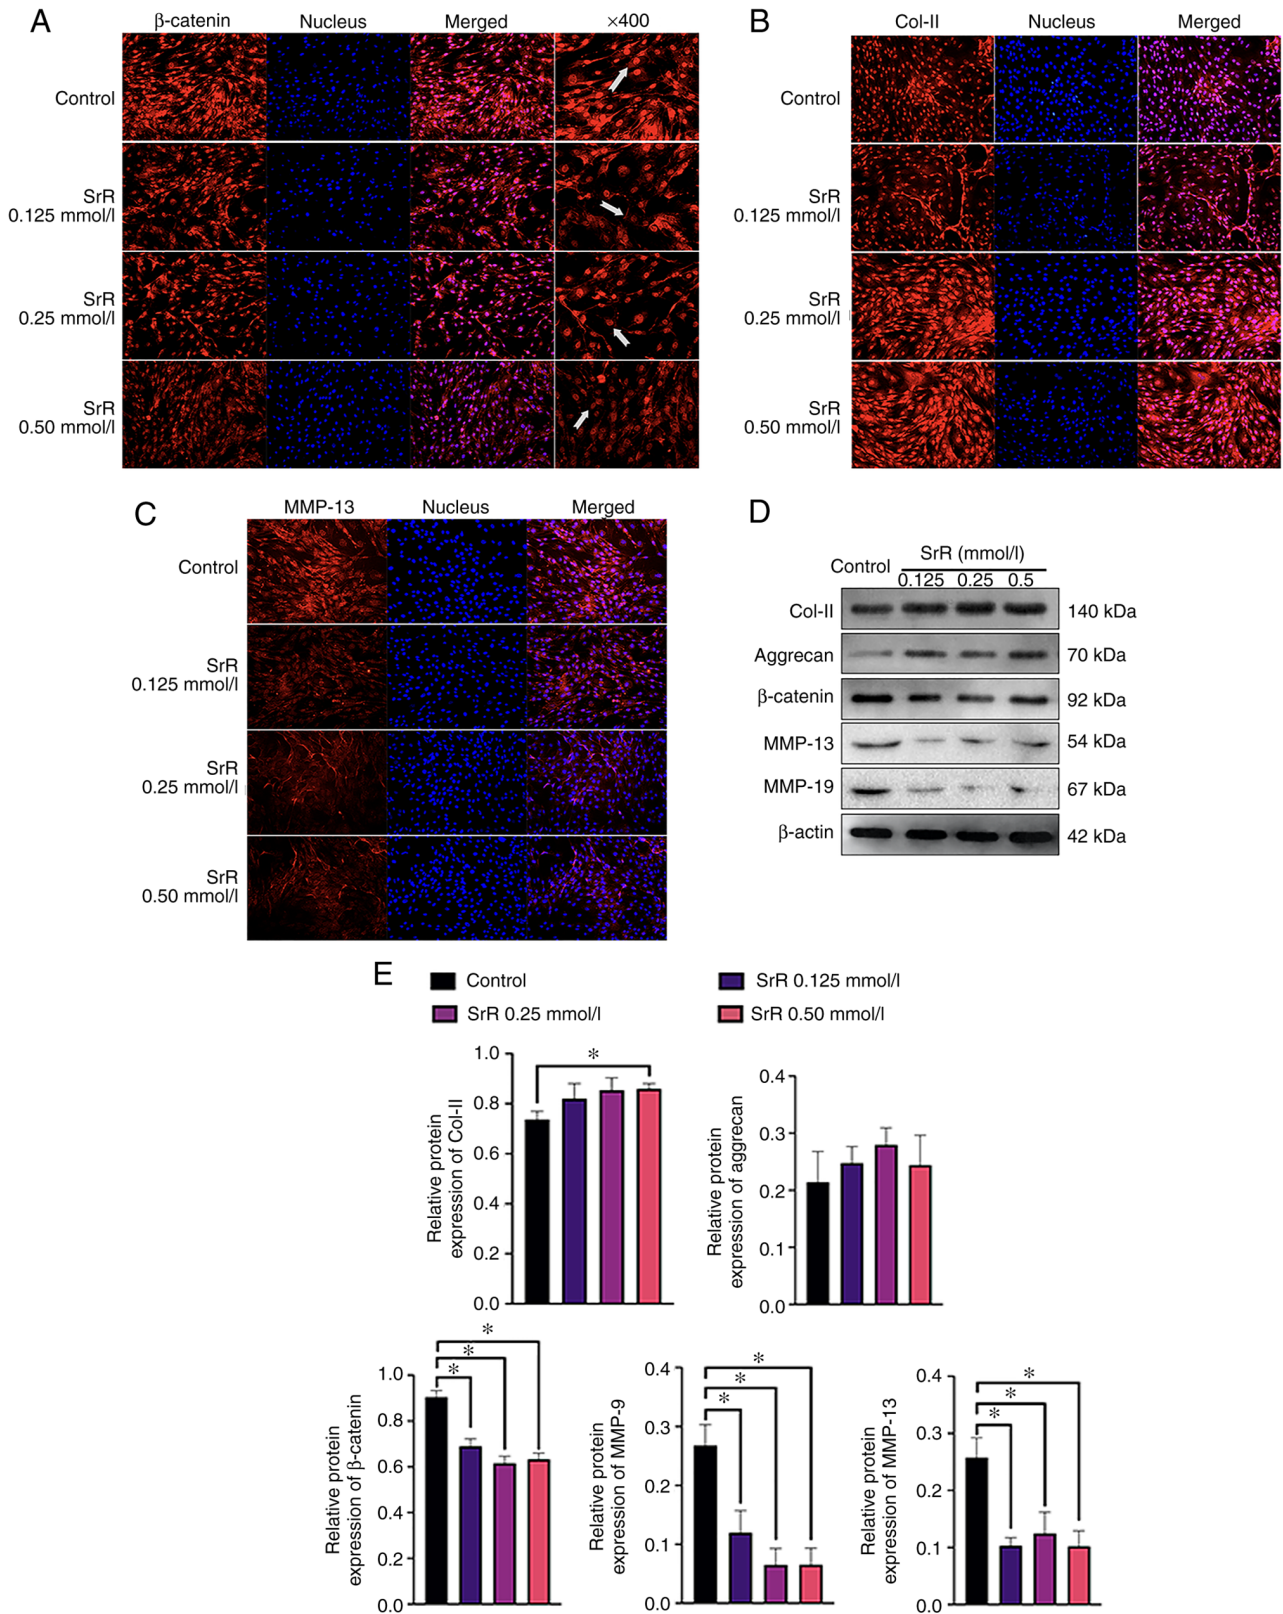 A
β-catenin Nucleus Merged ×400
Control
SrR
0.125 mmol/l
SrR
0.25 mmol/l
SrR
0.50 mmol/l
B
Col-II Nucleus Merged
Control
SrR
0.125 mmol/l
SrR
0.25 mmol/l
SrR
0.50 mmol/l
C
MMP-13 Nucleus Merged
Control
SrR
0.125 mmol/l
SrR
0.25 mmol/l
SrR
0.50 mmol/l
D
SrR (mmol/l)
Control 0.125 0.25 0.5
Col-II 140 kDa
Aggrecan 70 kDa
β-catenin 92 kDa
MMP-13 54 kDa
MMP-19 67 kDa
β-actin 42 kDa
E
Control SrR 0.125 mmol/l
SrR 0.25 mmol/l SrR 0.50 mmol/l
Relative protein
expression of Col-II
1.0
0.8
0.6
0.4
0.2
0.0
*
Relative protein
expression of aggrecan
0.4
0.3
0.2
0.1
0.0
Relative protein
expression of β-catenin
1.0
0.8
0.6
0.4
0.2
0.0
*
*
*
Relative protein
expression of MMP-9
0.4
0.3
0.2
0.1
0.0
*
*
*
Relative protein
expression of MMP-13
0.4
0.3
0.2
0.1
0.0
*
*
*